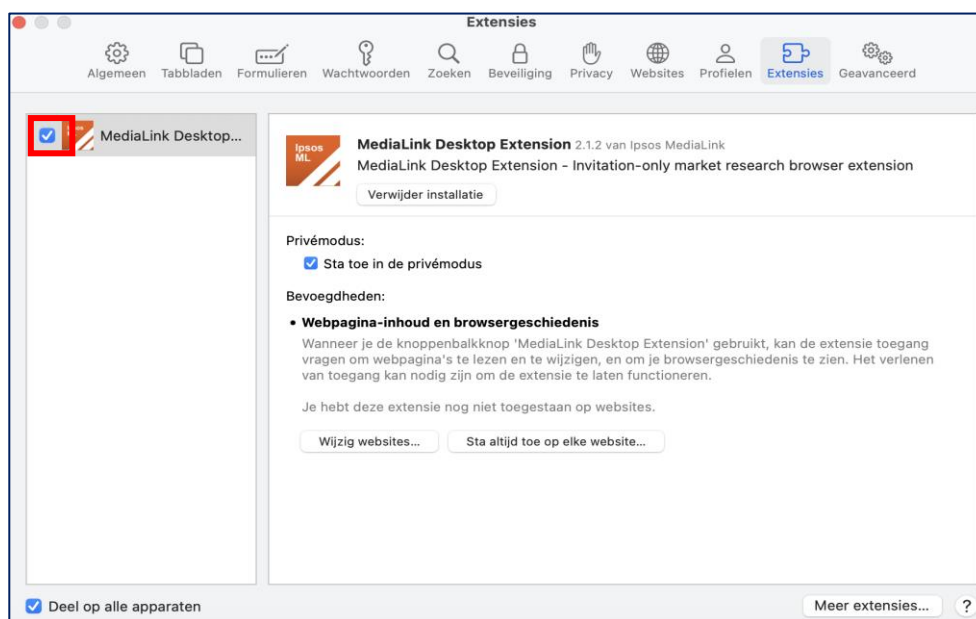 Extensies
Algemeen Tabbladen Formulieren Wachtwoorden Zoeken Beveiliging Privacy Websites Profielen Extensies Geavanceerd
MediaLink Desktop...
Ipsos
ML
MediaLink Desktop Extension 2.1.2 van Ipsos MediaLink
MediaLink Desktop Extension - Invitation-only market research browser extension
Verwijder installatie
Privémodus:
Sta toe in de privémodus
Bevoegdheden:
• Webpagina-inhoud en browsergeschiedenis
Wanneer je de knoppenbalkknop 'MediaLink Desktop Extension' gebruikt, kan de extensie toegang
vragen om webpagina's te lezen en te wijzigen, en om je browsergeschiedenis te zien. Het verlenen
van toegang kan nodig zijn om de extensie te laten functioneren.
Je hebt deze extensie nog niet toegestaan op websites.
Wijzig websites... Sta altijd toe op elke website...
Deel op alle apparaten
Meer extensies... ?